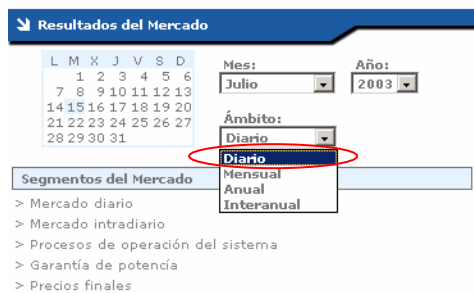 Resultados del Mercado
L M X J V S D
1 2 3 4 5 6
7 8 9 10 11 12 13
14 15 16 17 18 19 20
21 22 23 24 25 26 27
28 29 30 31
Mes: Año:
Julio 2003
Ámbito:
Diario
Diario
Mensual
Anual
Interanual
Segmentos del Mercado
> Mercado diario
> Mercado intradiario
> Procesos de operación del sistema
> Garantía de potencía
> Precios finales